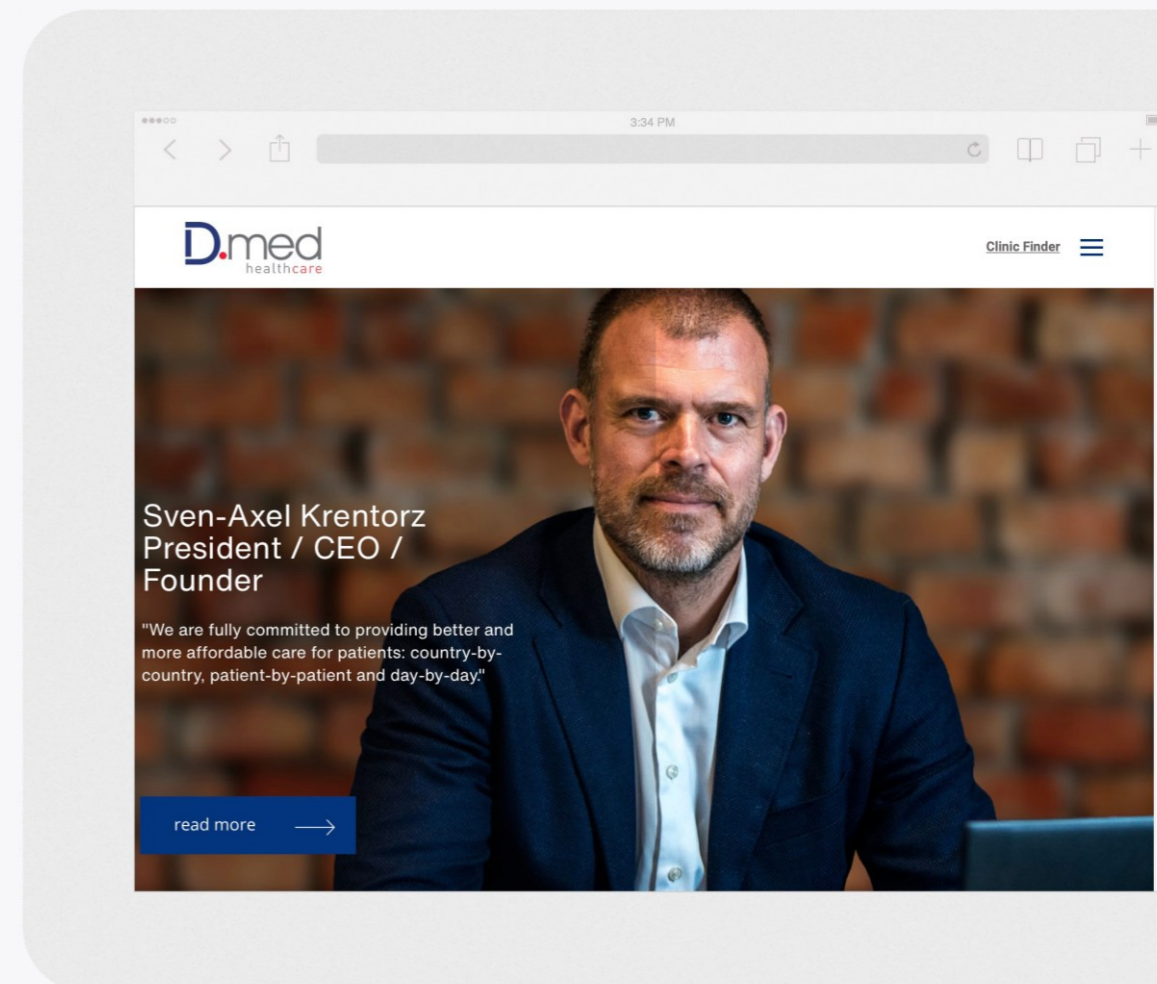 3:34 PM
D.med
healthcare
Clinic Finder
Sven-Axel Krentorz
President / CEO /
Founder
"We are fully committed to providing better and
more affordable care for patients: country-by-
country, patient-by-patient and day-by-day."
read more